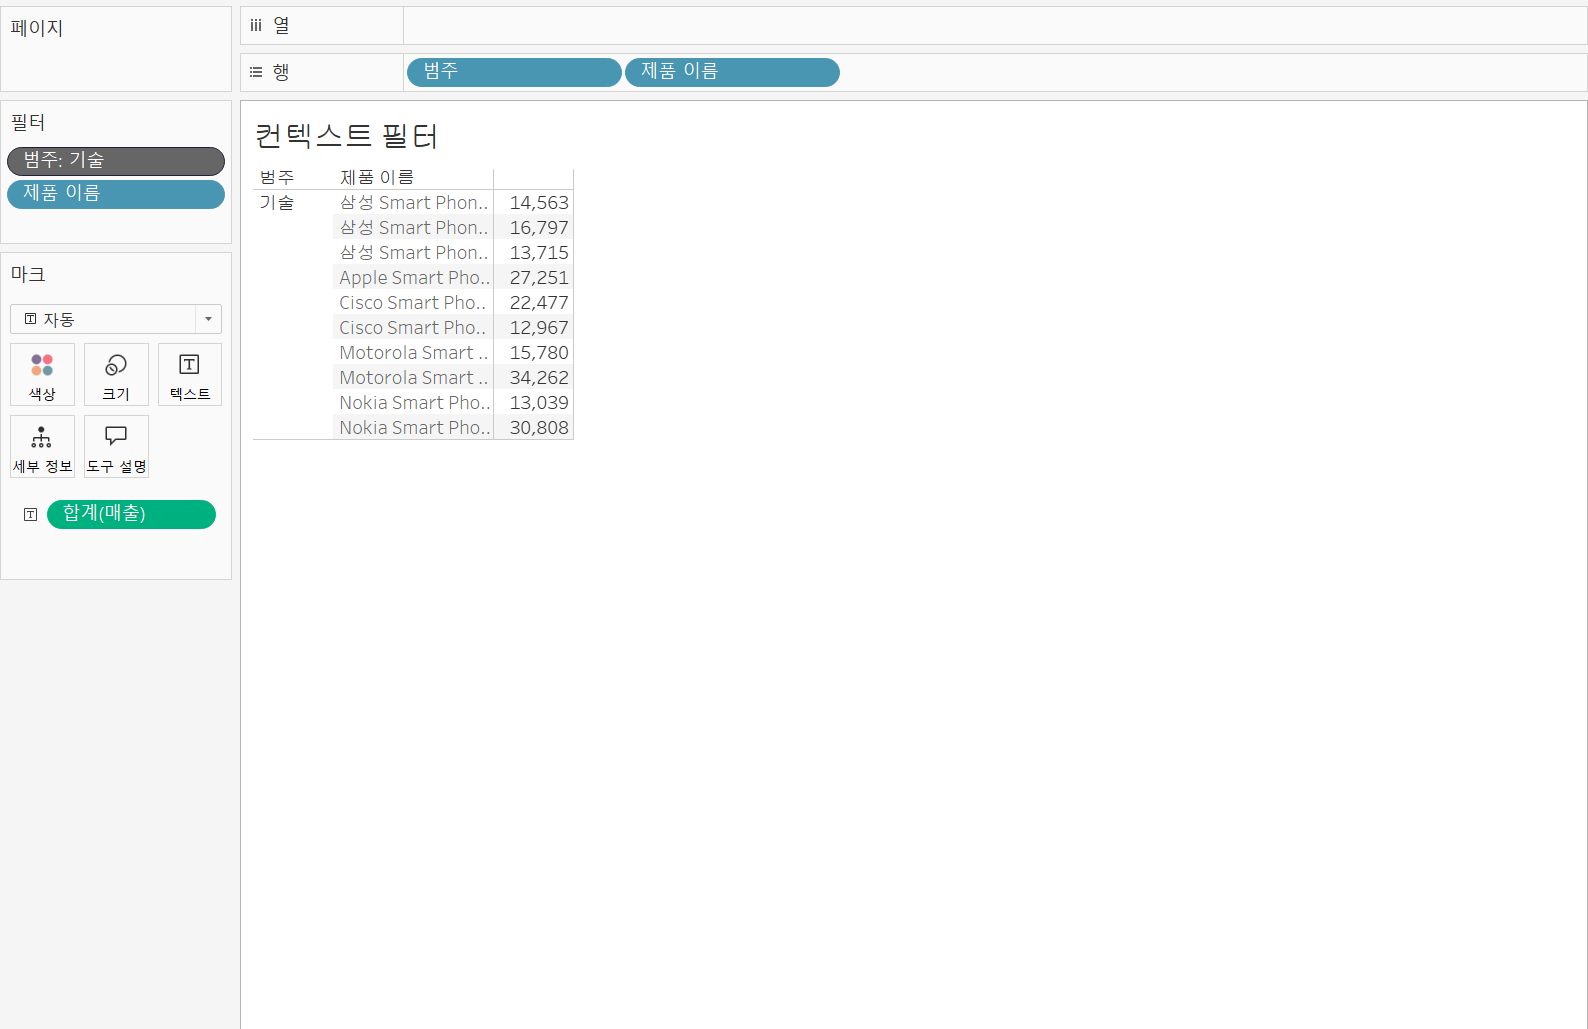 페이지
열
행
범주
제품 이름
필터
범주: 기술
제품 이름
마크
자동
색상
크기
텍스트
세부 정보
도구 설명
합계(매출)
컨텍스트 필터
범주 제품 이름
기술 삼성 Smart Phon.. 14,563
삼성 Smart Phon.. 16,797
삼성 Smart Phon.. 13,715
Apple Smart Pho.. 27,251
Cisco Smart Pho.. 22,477
Cisco Smart Pho.. 12,967
Motorola Smart .. 15,780
Motorola Smart .. 34,262
Nokia Smart Pho.. 13,039
Nokia Smart Pho.. 30,808